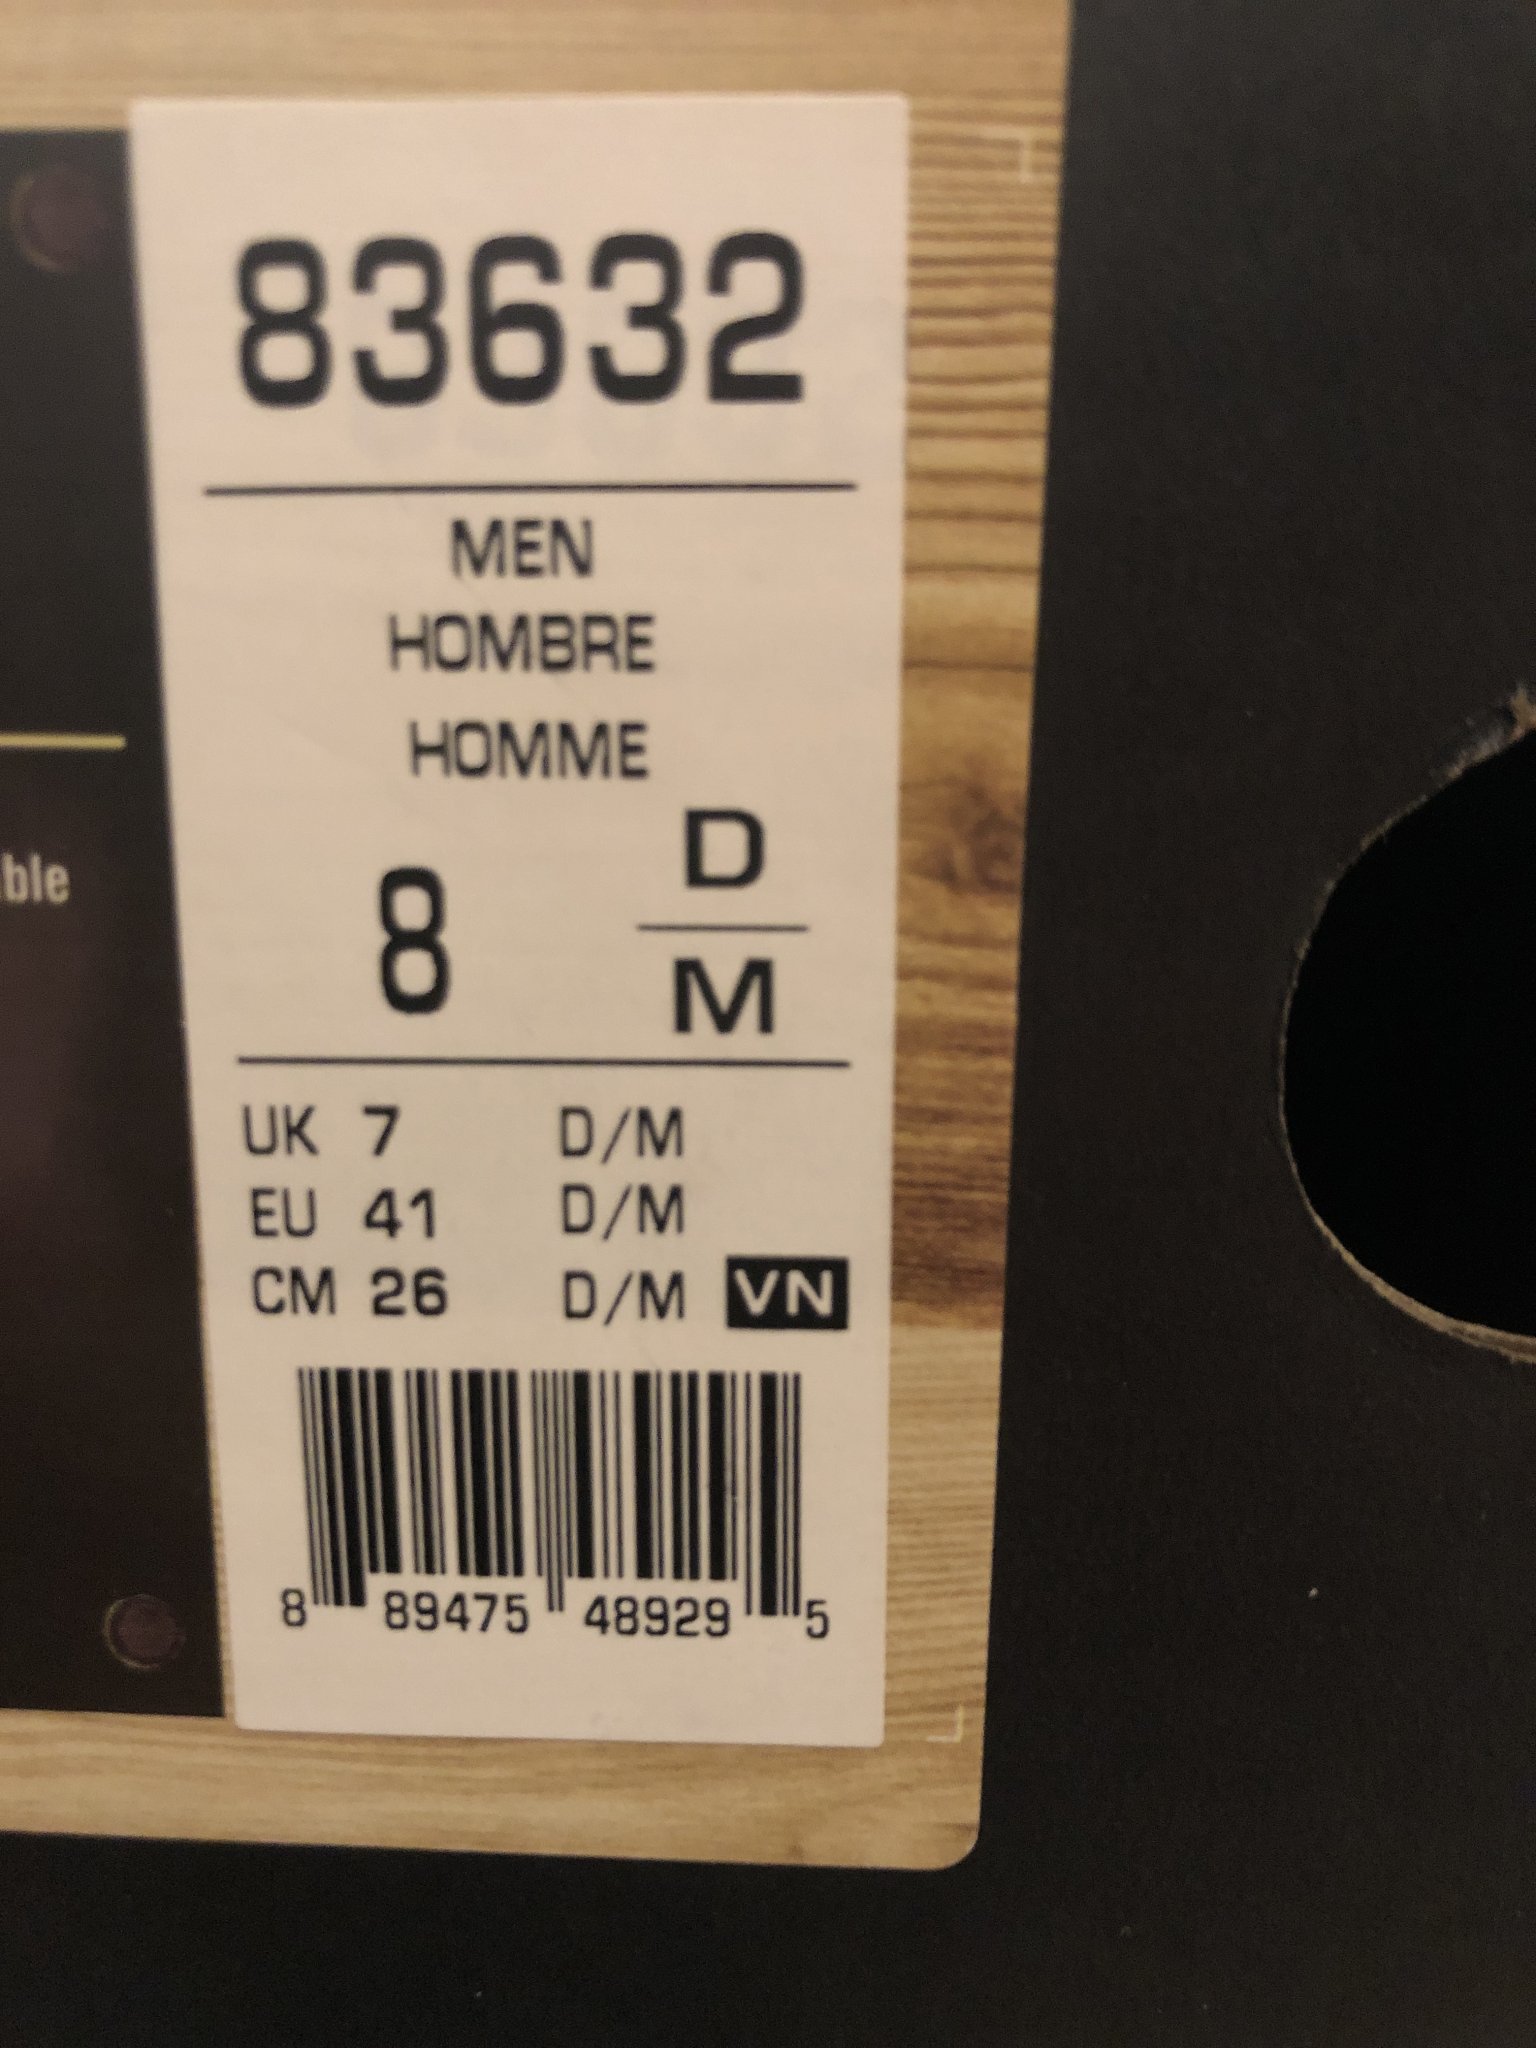 83632
MEN
HOMBRE
HOMME
8 D
M
UK 7 D/M
EU 41 D/M
CM 26 D/M VN
8 89475 48929 5